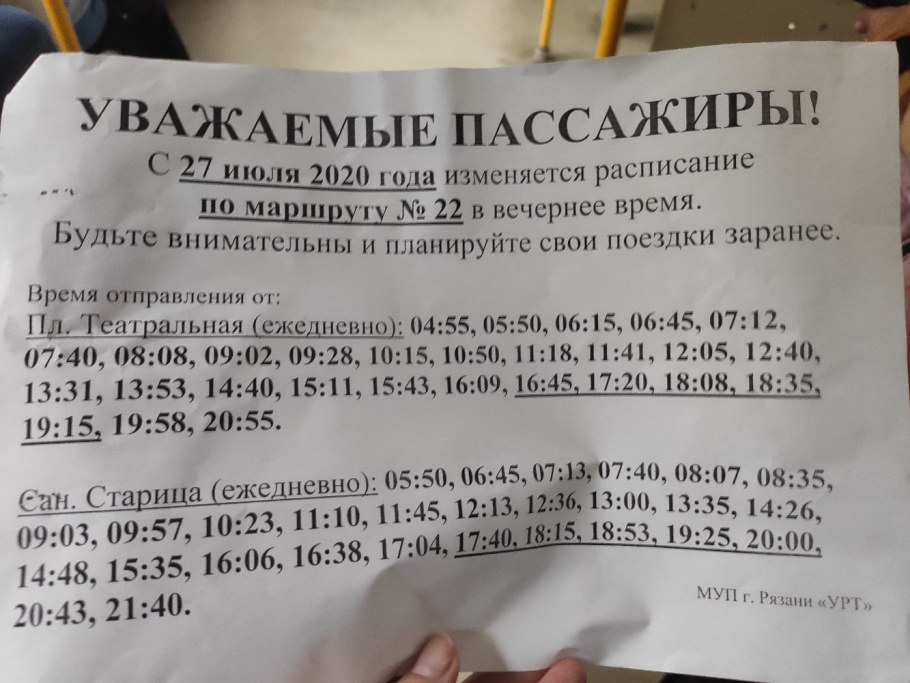 УВАЖАЕМЫЕ ПАССАЖИРЫ!
С 27 июля 2020 года изменяется расписание
по маршруту № 22 в вечернее время.
Будьте внимательны и планируйте свои поездки заранее.
Время отправления от:
Пл. Театральная (ежедневно): 04:55, 05:50, 06:15, 06:45, 07:12,
07:40, 08:08, 09:02, 09:28, 10:15, 10:50, 11:18, 11:41, 12:05, 12:40,
13:31, 13:53, 14:40, 15:11, 15:43, 16:09, 16:45, 17:20, 18:08, 18:35,
19:15, 19:58, 20:55.
Сан. Старица (ежедневно): 05:50, 06:45, 07:13, 07:40, 08:07, 08:35,
09:03, 09:57, 10:23, 11:10, 11:45, 12:13, 12:36, 13:00, 13:35, 14:26,
14:48, 15:35, 16:06, 16:38, 17:04, 17:40, 18:15, 18:53, 19:25, 20:00,
20:43, 21:40.
МУП г. Рязани «УРТ»